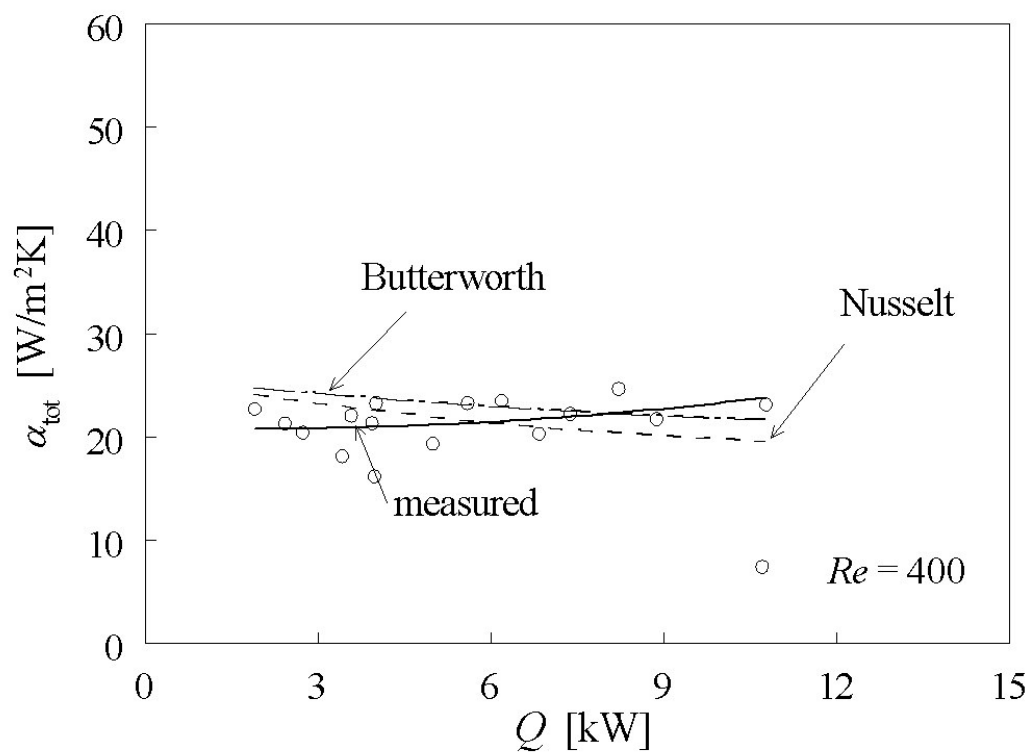 60
50
40
30
20
10
0
α_tot [W/m²K]
Butterworth
Nusselt
measured
Re = 400
0 3 6 9 12 15
Q [kW]